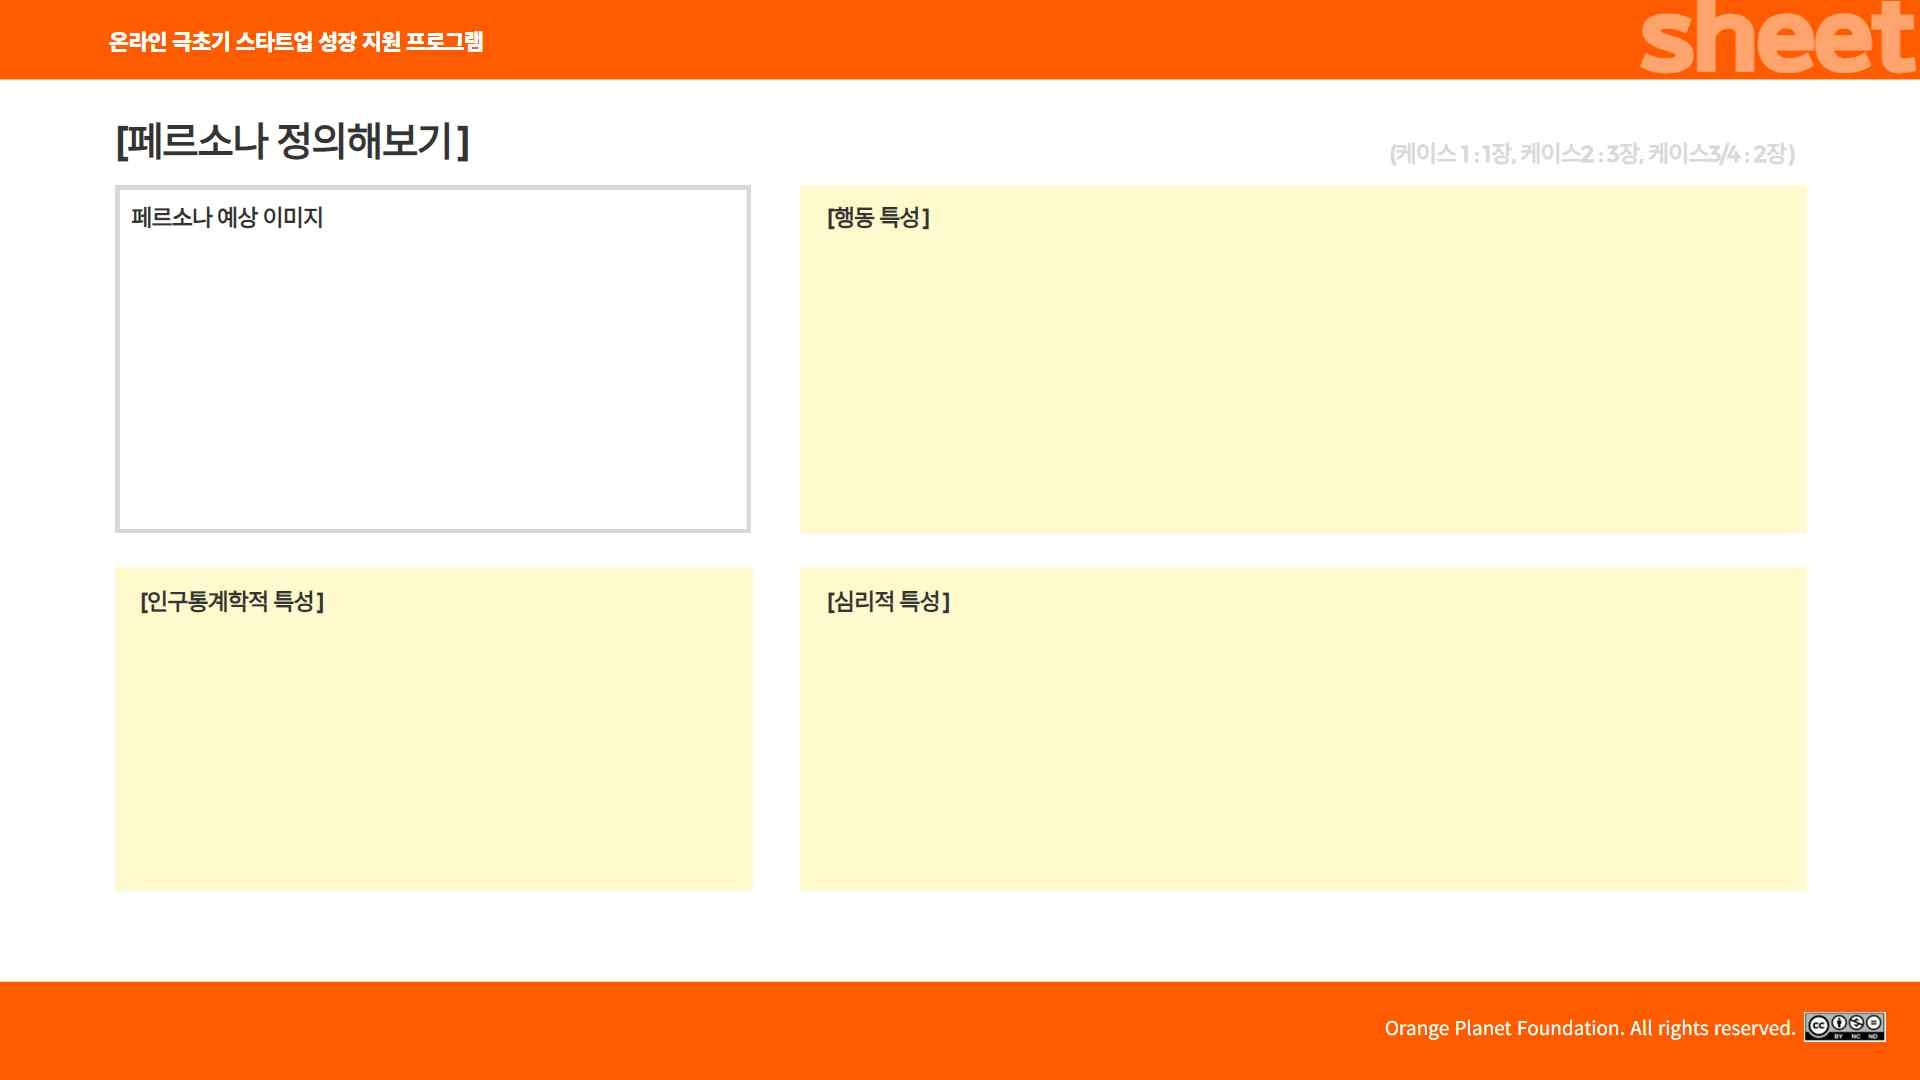 온라인 극초기 스타트업 성장 지원 프로그램
sheet
[페르소나 정의해보기]
(케이스 1 : 1장, 케이스2 : 3장, 케이스3/4 : 2장)
페르소나 예상 이미지
[행동 특성]
[인구통계학적 특성]
[심리적 특성]
Orange Planet Foundation. All rights reserved.
cc
BY NC ND